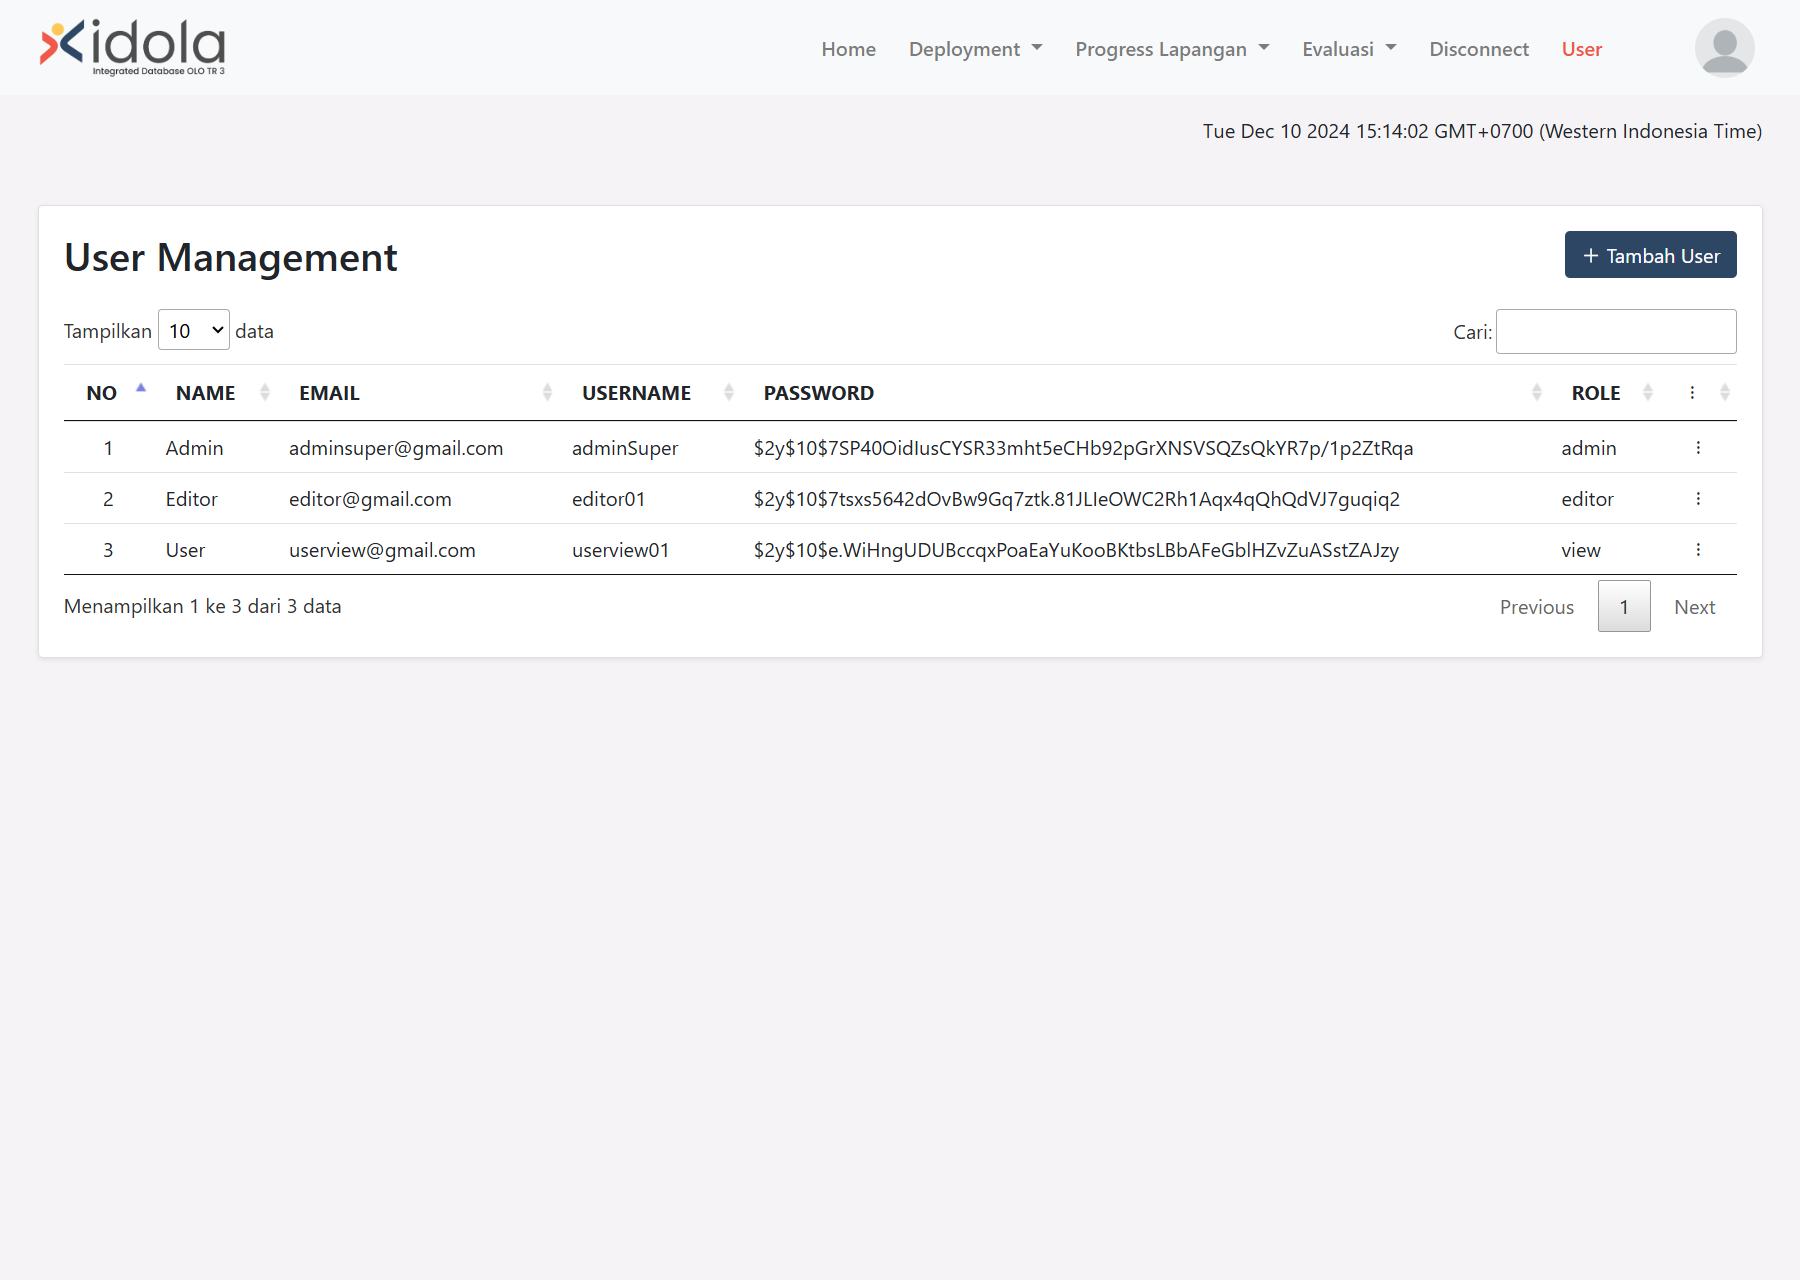 idola
Integrated Database OLO TR 3
Home Deployment Progress Lapangan Evaluasi Disconnect User
Tue Dec 10 2024 15:14:02 GMT+0700 (Western Indonesia Time)
User Management
+ Tambah User
Tampilkan 10 data
Cari:
NO NAME EMAIL USERNAME PASSWORD ROLE
1 Admin adminsuper@gmail.com adminSuper $2y$10$7SP40OidIusCYSR33mht5eCHb92pGrXNSVSQZsQkYR7p/1p2ZtRqa admin
2 Editor editor@gmail.com editor01 $2y$10$7tsxs5642dOvBw9Gq7ztk.81JLIeOWC2Rh1Aqx4qQhQdVJ7guqiq2 editor
3 User userview@gmail.com userview01 $2y$10$e.WiHngUDUBccqxPoaEaYuKooBKtbsLBbAFeGblHZvZuASstZAJzy view
Menampilkan 1 ke 3 dari 3 data
Previous 1 Next